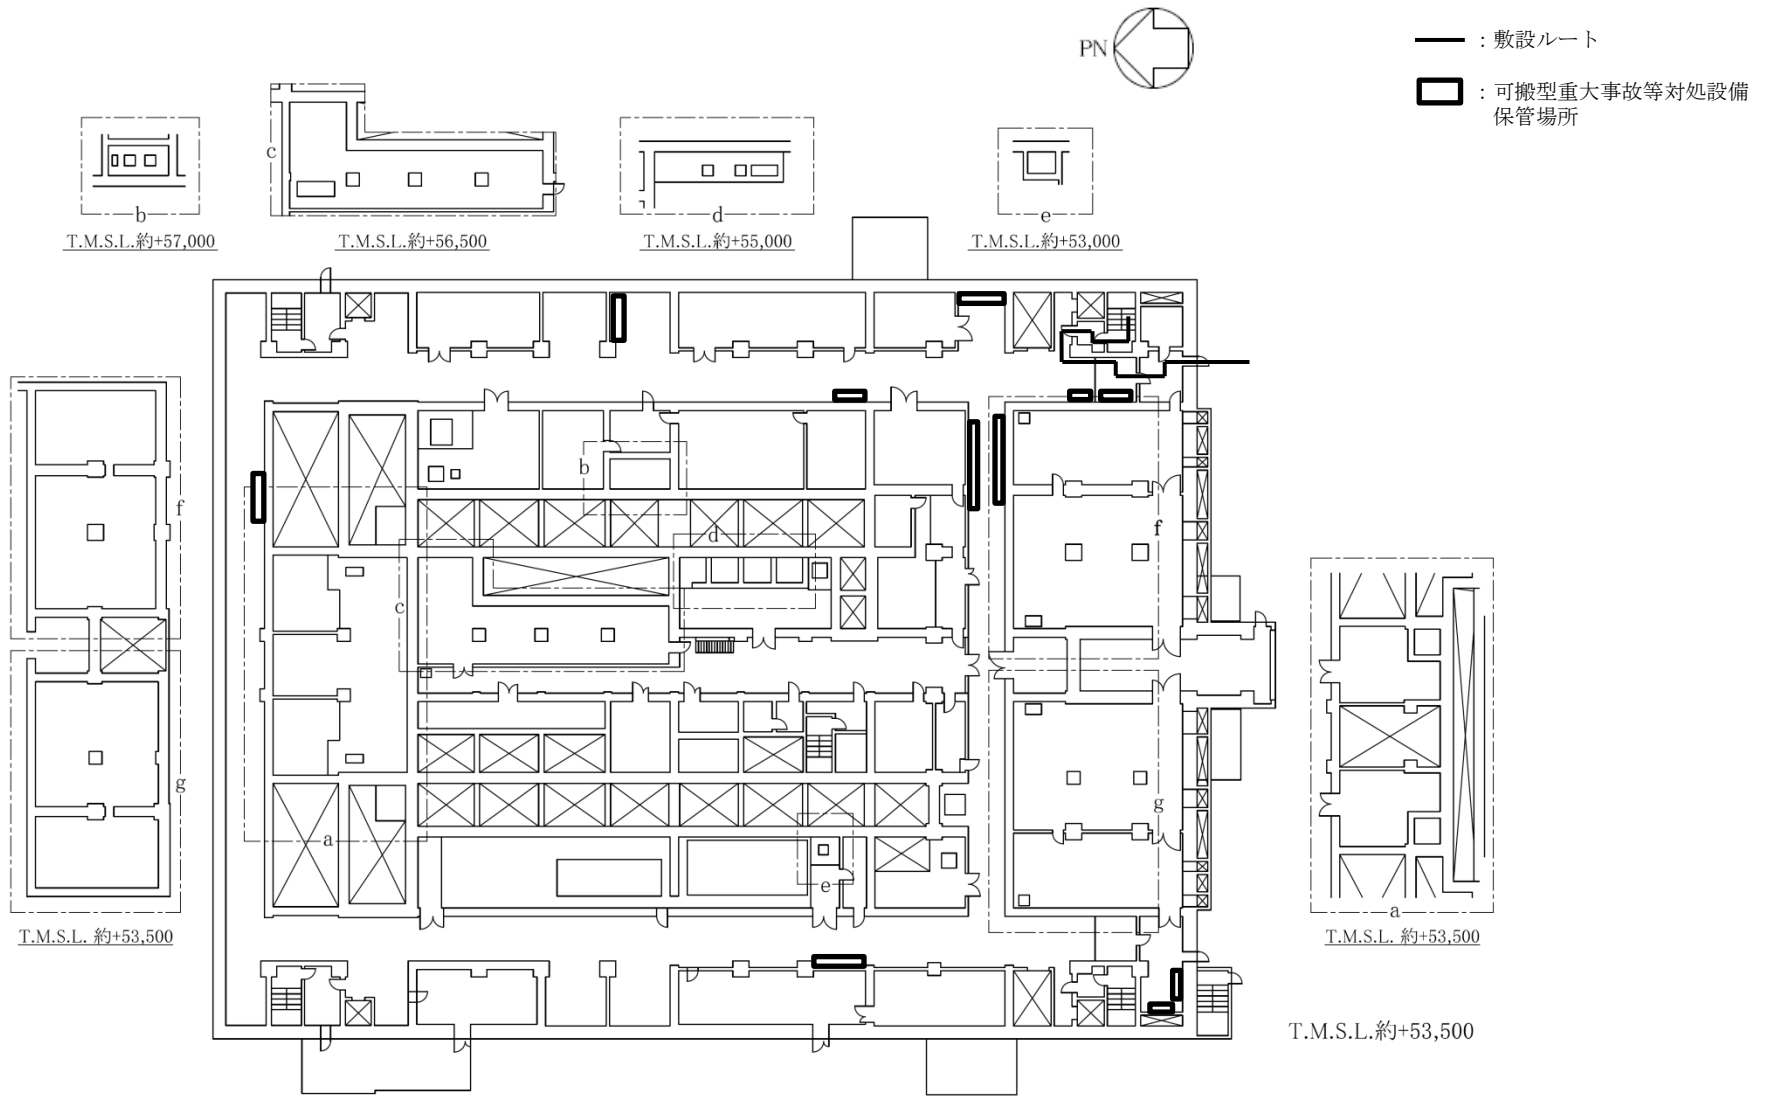 PN
：敷設ルート
：可搬型重大事故等対処設備
保管場所
b
T.M.S.L.約+57,000
c
T.M.S.L.約+56,500
d
T.M.S.L.約+55,000
e
T.M.S.L.約+53,000
f
g
T.M.S.L. 約+53,500
b
d
c
a
e
f
g
a
T.M.S.L. 約+53,500
T.M.S.L.約+53,500